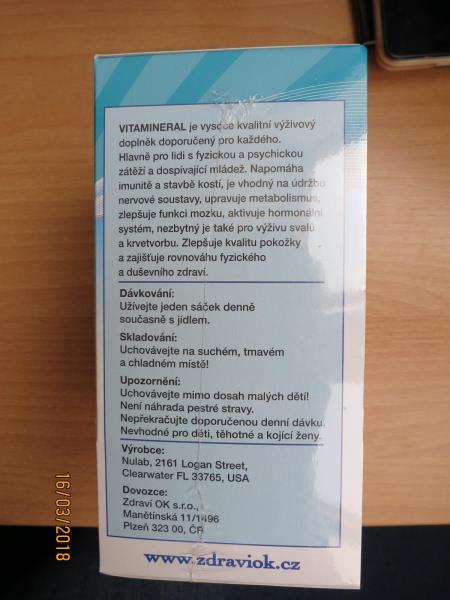 VITAMINERAL je vysoce kvalitní výživový
doplněk doporučený pro každého.
Hlavně pro lidi s fyzickou a psychickou
zátěží a dospívající mládež. Napomáha
imunitě a stavbě kostí, je vhodný na údržbu
nervové soustavy, upravuje metabolismus,
zlepšuje funkci mozku, aktivuje hormonální
systém, nezbytný je také pro výživu svalů
a krvetvorbu. Zlepšuje kvalitu pokožky
a zajišťuje rovnováhu fyzického
a duševního zdraví.
Dávkování:
Užívejte jeden sáček denně
současně s jídlem.
Skladování:
Uchovávejte na suchém, tmavém
a chladném místě!
Upozornění:
Uchovávejte mimo dosah malých dětí!
Není náhrada pestré stravy.
Nepřekračujte doporučenou denní dávku.
Nevhodné pro děti, těhotné a kojící ženy.
Výrobce:
Nulab, 2161 Logan Street,
Clearwater FL 33765, USA
Dovozce:
Zdraví OK s.r.o.,
Manětínská 11/1496
Plzeň 323 00, ČR
www.zdraviok.cz
16/03/2018